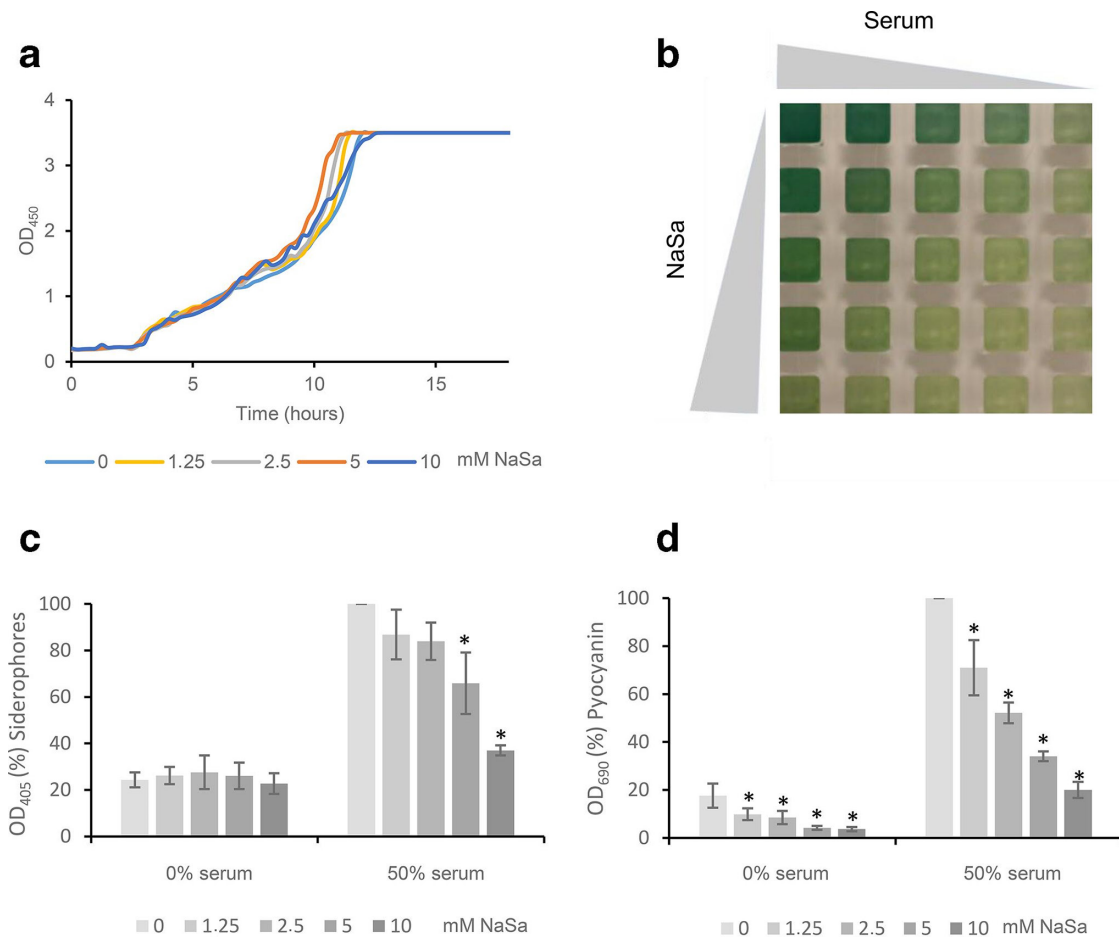 a
4
3
2
1
0
OD450
0 5 10 15
Time (hours)
0 1.25 2.5 5 10 mM NaSa
b
Serum
NaSa
c
100
80
60
40
20
0
OD405 (%) Siderophores
* *
0% serum 50% serum
0 1.25 2.5 5 10 mM NaSa
d
100
80
60
40
20
0
OD690 (%) Pyocyanin
* * * * * * * *
0% serum 50% serum
0 1.25 2.5 5 10 mM NaSa